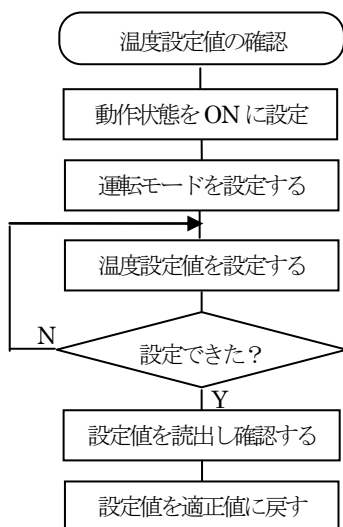 温度設定値の確認
動作状態を ON に設定
運転モードを設定する
温度設定値を設定する
N
設定できた？
Y
設定値を読出し確認する
設定値を適正値に戻す